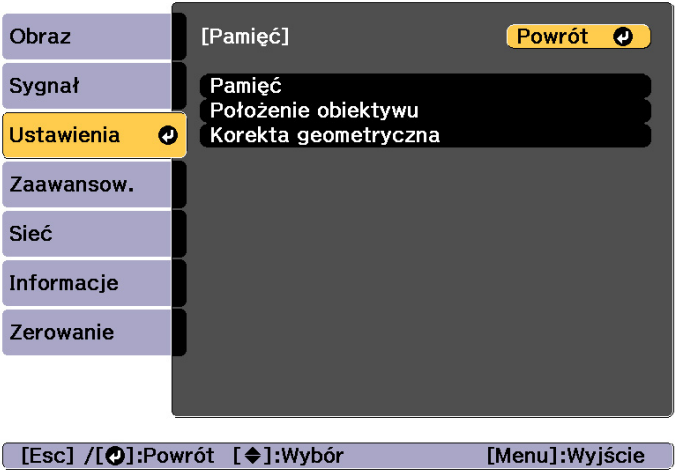 Obraz
Sygnał
Ustawienia
Zaawansow.
Sieć
Informacje
Zerowanie
[Pamięć]
Powrót
Pamięć
Położenie obiektywu
Korekta geometryczna
[Esc] /[⏎]:Powrót [◆]:Wybór [Menu]:Wyjście